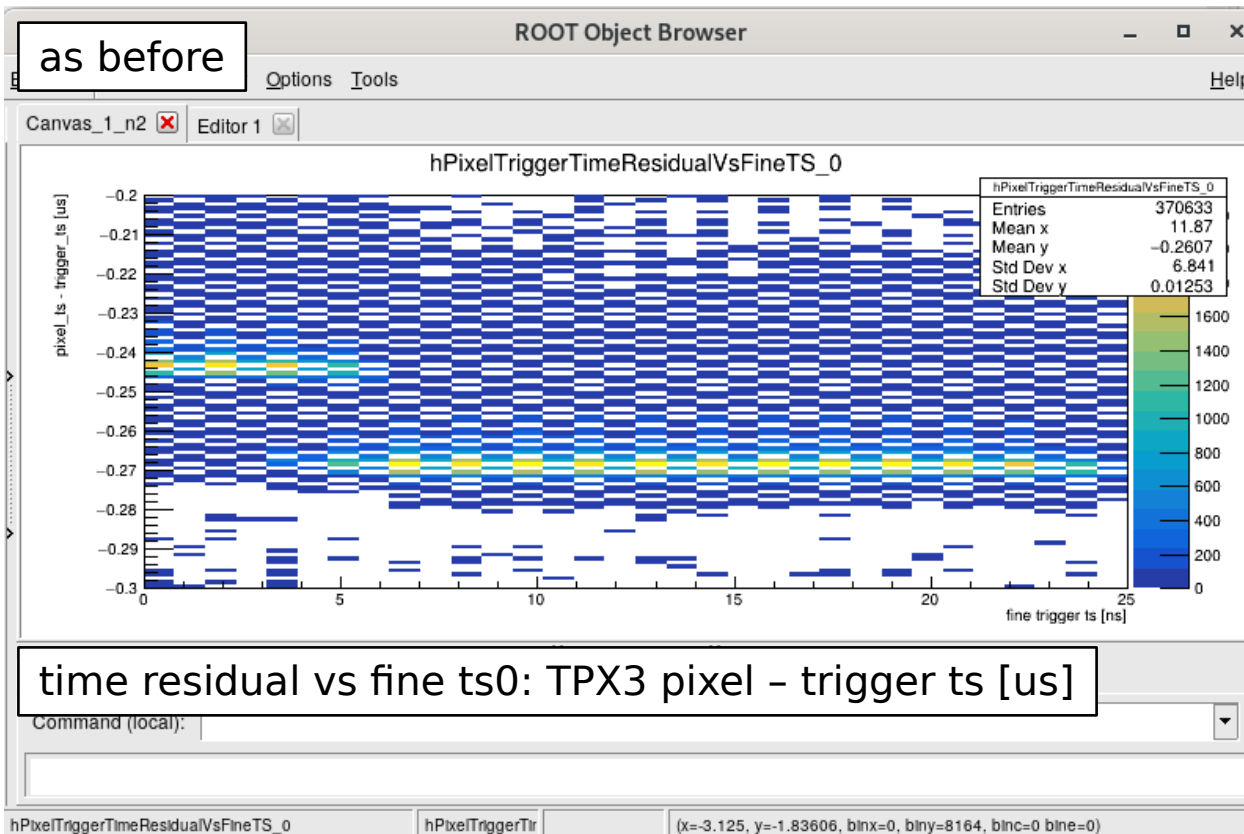 ROOT Object Browser
as before
Options Tools Help
Canvas_1_n2 Editor 1
hPixelTriggerTimeResidualVsFineTS_0
pixel_ts - trigger_ts [us]
−0.2
−0.21
−0.22
−0.23
−0.24
−0.25
−0.26
−0.27
−0.28
−0.29
−0.3
hPixelTriggerTimeResidualVsFineTS_0
Entries 370633
Mean x 11.87
Mean y −0.2607
Std Dev x 6.841
Std Dev y 0.01253
1600
1400
1200
1000
800
600
400
200
0
0 5 10 15 20 25
fine trigger ts [ns]
time residual vs fine ts0: TPX3 pixel – trigger ts [us]
Command (local):
hPixelTriggerTimeResidualVsFineTS_0 hPixelTriggerTir (x=-3.125, y=-1.83606, binx=0, biny=8164, binc=0 bine=0)